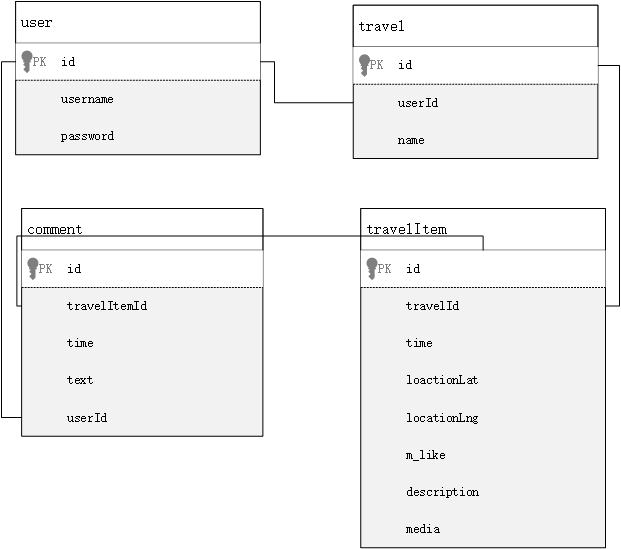 user
PK id
username
password
travel
PK id
userId
name
comment
PK id
travelItemId
time
text
userId
travelItem
PK id
travelId
time
loactionLat
locationLng
m_like
description
media